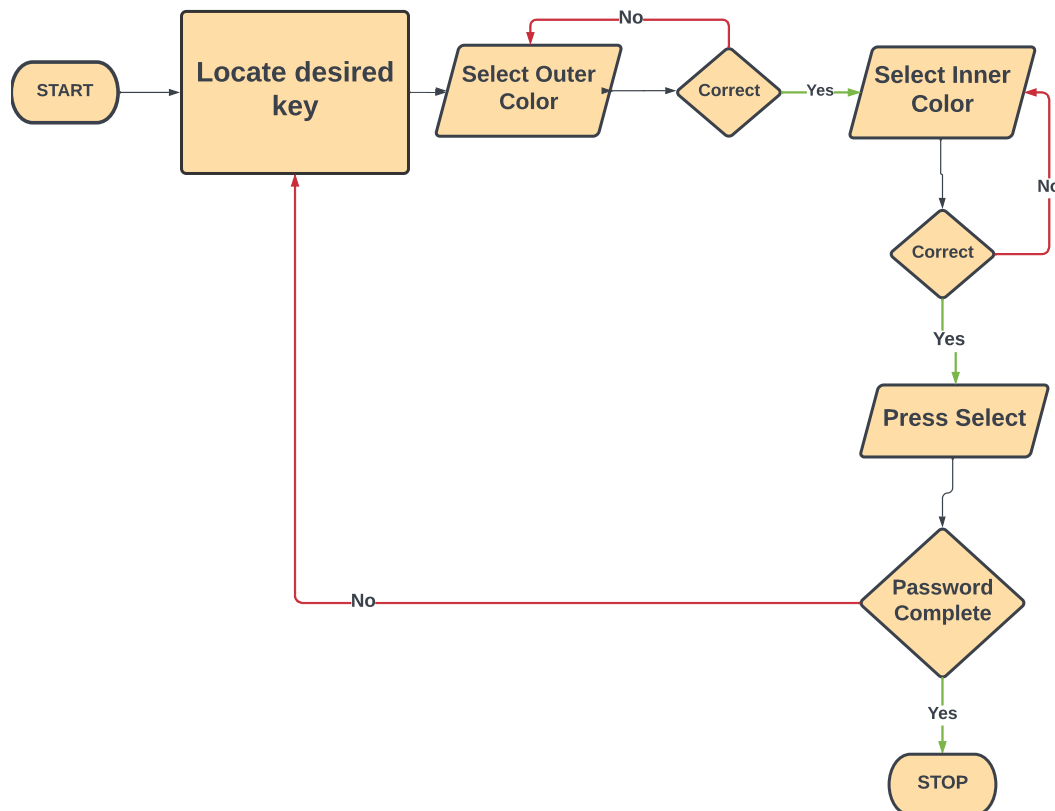 START
Locate desired
key
Select Outer
Color
No
Correct
Yes
Select Inner
Color
No
Correct
Yes
Press Select
Password
Complete
No
Yes
STOP